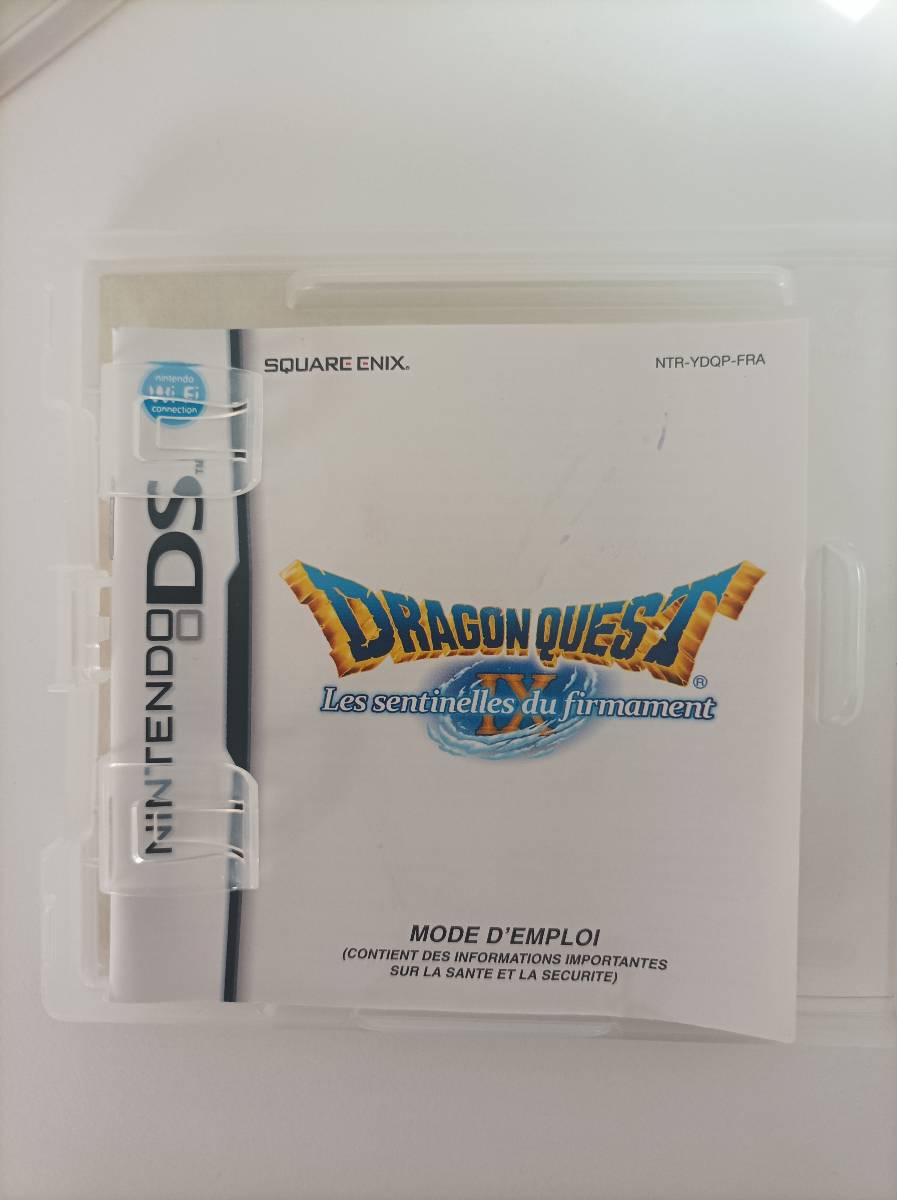 SQUARE ENIX®
NTR-YDQP-FRA
nintendo
Wi Fi
connection
NINTENDO DS™
DRAGON QUEST®
IX
Les sentinelles du firmament
MODE D'EMPLOI
(CONTIENT DES INFORMATIONS IMPORTANTES
SUR LA SANTE ET LA SECURITE)